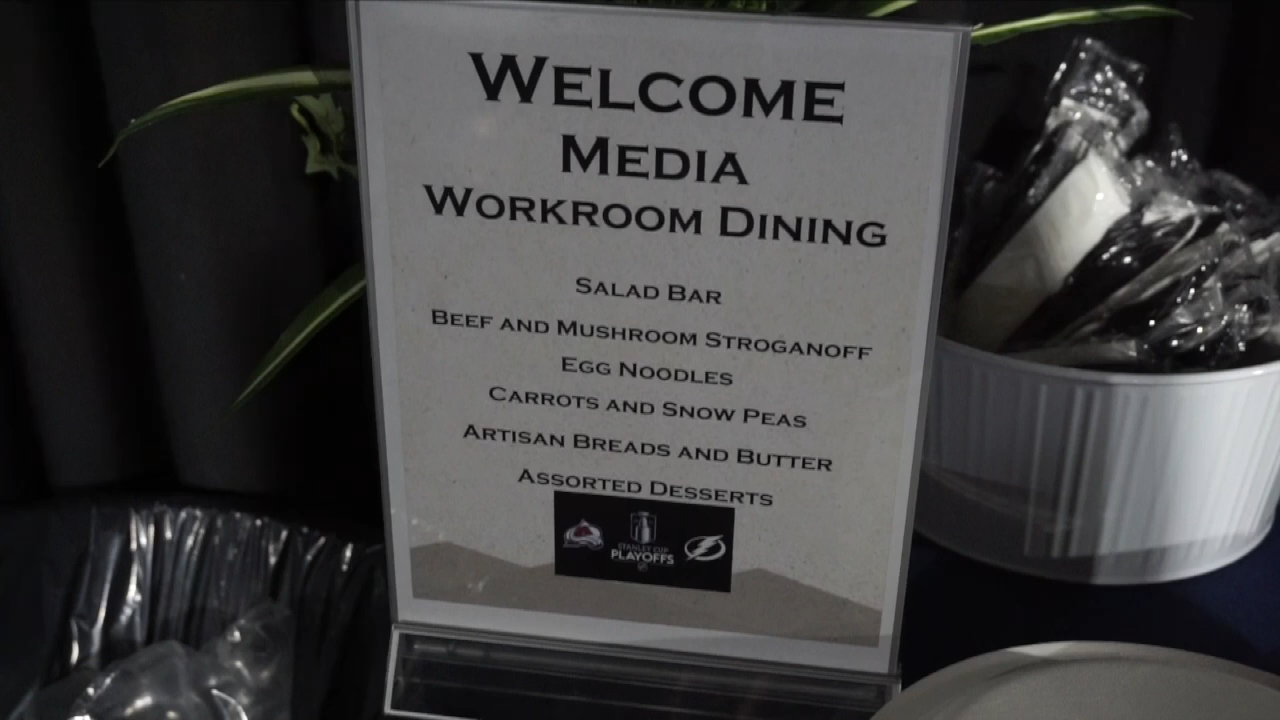 WELCOME
MEDIA
WORKROOM DINING
SALAD BAR
BEEF AND MUSHROOM STROGANOFF
EGG NOODLES
CARROTS AND SNOW PEAS
ARTISAN BREADS AND BUTTER
ASSORTED DESSERTS
STANLEY CUP
PLAYOFFS